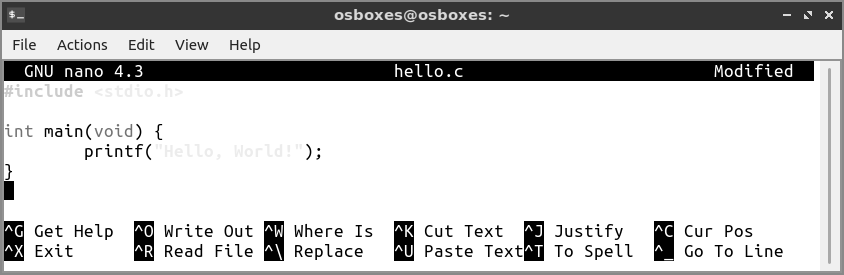 osboxes@osboxes: ~
File Actions Edit View Help
GNU nano 4.3 hello.c Modified
#include <stdio.h>
int main(void) {
printf("Hello, World!");
}
^G Get Help ^O Write Out ^W Where Is ^K Cut Text ^J Justify ^C Cur Pos
^X Exit ^R Read File ^\ Replace ^U Paste Text^T To Spell ^_ Go To Line